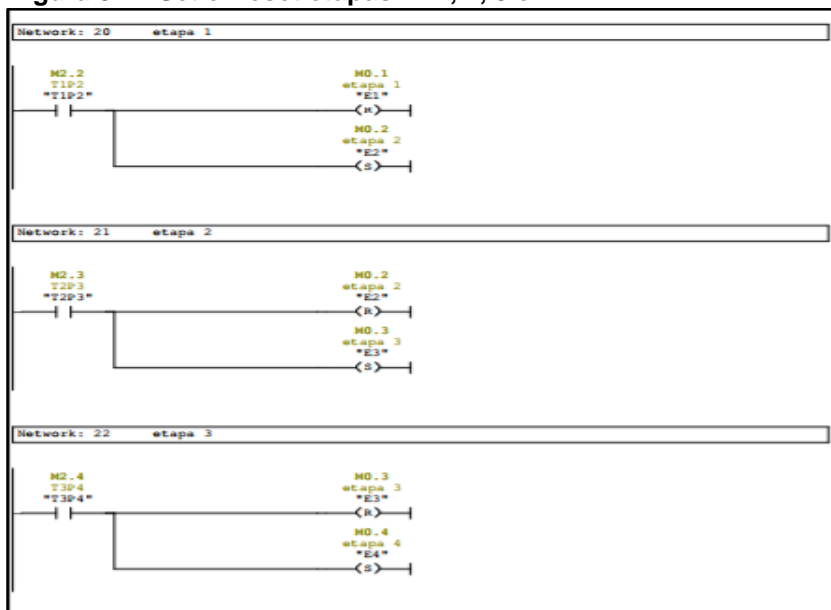 Network: 20 etapa 1
M2.2
T1P2
"T1P2"
M0.1
etapa 1
"E1"
(R)
M0.2
etapa 2
"E2"
(S)
Network: 21 etapa 2
M2.3
T2P3
"T2P3"
M0.2
etapa 2
"E2"
(R)
M0.3
etapa 3
"E3"
(S)
Network: 22 etapa 3
M2.4
T3P4
"T3P4"
M0.3
etapa 3
"E3"
(R)
M0.4
etapa 4
"E4"
(S)